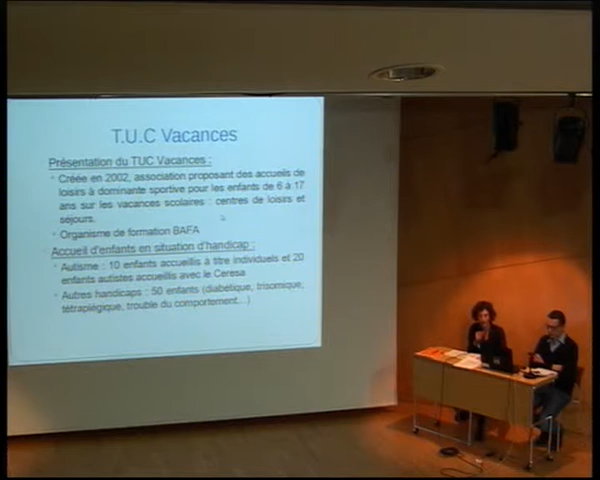 T.U.C Vacances
Présentation du TUC Vacances :
Créée en 2002, association proposant des accueils de
loisirs à dominante sportive pour les enfants de 6 à 17
ans sur les vacances scolaires : centres de loisirs et
séjours.
Organisme de formation BAFA
Accueil d'enfants en situation d'handicap :
Autisme : 10 enfants accueillis à titre individuels et 20
enfants autistes accueillis avec le Ceresa
Autres handicaps : 50 enfants (diabétique, trisomique,
tétraplégique, trouble du comportement…)